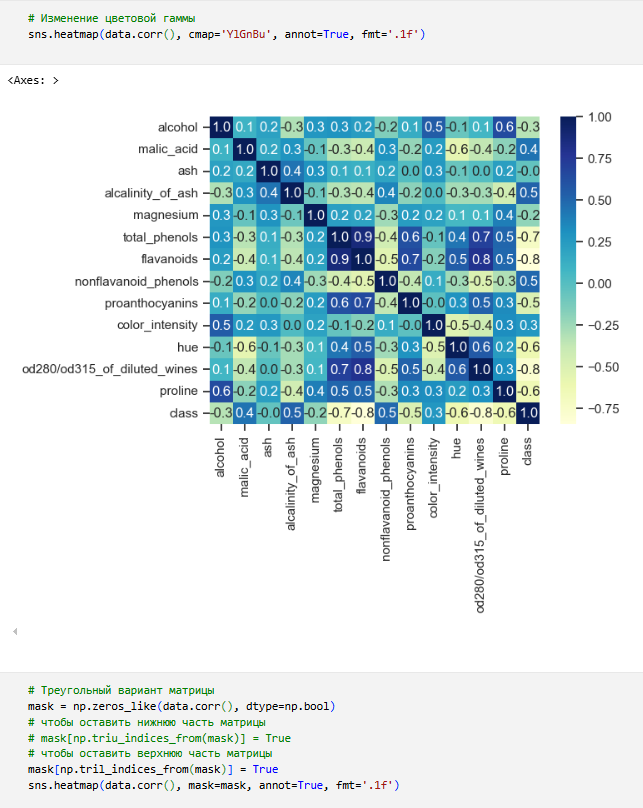 # Изменение цветовой гаммы
sns.heatmap(data.corr(), cmap='YlGnBu', annot=True, fmt='.1f')
<Axes: >
alcohol 1.0 0.1 0.2 -0.3 0.3 0.3 0.2 -0.2 0.1 0.5 -0.1 0.1 0.6 -0.3
malic_acid 0.1 1.0 0.2 0.3 -0.1 -0.3 -0.4 0.3 -0.2 0.2 -0.6 -0.4 -0.2 0.4
ash 0.2 0.2 1.0 0.4 0.3 0.1 0.1 0.2 0.0 0.3 -0.1 0.0 0.2 -0.0
alcalinity_of_ash -0.3 0.3 0.4 1.0 -0.1 -0.3 -0.4 0.4 -0.2 0.0 -0.3 -0.3 -0.4 0.5
magnesium 0.3 -0.1 0.3 -0.1 1.0 0.2 0.2 -0.3 0.2 0.2 0.1 0.1 0.4 -0.2
total_phenols 0.3 -0.3 0.1 -0.3 0.2 1.0 0.9 -0.4 0.6 -0.1 0.4 0.7 0.5 -0.7
flavanoids 0.2 -0.4 0.1 -0.4 0.2 0.9 1.0 -0.5 0.7 -0.2 0.5 0.8 0.5 -0.8
nonflavanoid_phenols -0.2 0.3 0.2 0.4 -0.3 -0.4 -0.5 1.0 -0.4 0.1 -0.3 -0.5 -0.3 0.5
proanthocyanins 0.1 -0.2 0.0 -0.2 0.2 0.6 0.7 -0.4 1.0 -0.0 0.3 0.5 0.3 -0.5
color_intensity 0.5 0.2 0.3 0.0 0.2 -0.1 -0.2 0.1 -0.0 1.0 -0.5 -0.4 0.3 0.3
hue -0.1 -0.6 -0.1 -0.3 0.1 0.4 0.5 -0.3 0.3 -0.5 1.0 0.6 0.2 -0.6
od280/od315_of_diluted_wines 0.1 -0.4 0.0 -0.3 0.1 0.7 0.8 -0.5 0.5 -0.4 0.6 1.0 0.3 -0.8
proline 0.6 -0.2 0.2 -0.4 0.4 0.5 0.5 -0.3 0.3 0.3 0.2 0.3 1.0 -0.6
class -0.3 0.4 -0.0 0.5 -0.2 -0.7 -0.8 0.5 -0.5 0.3 -0.6 -0.8 -0.6 1.0
alcohol
malic_acid
ash
alcalinity_of_ash
magnesium
total_phenols
flavanoids
nonflavanoid_phenols
proanthocyanins
color_intensity
hue
od280/od315_of_diluted_wines
proline
class
1.00
0.75
0.50
0.25
0.00
−0.25
−0.50
−0.75
# Треугольный вариант матрицы
mask = np.zeros_like(data.corr(), dtype=np.bool)
# чтобы оставить нижнюю часть матрицы
# mask[np.triu_indices_from(mask)] = True
# чтобы оставить верхнюю часть матрицы
mask[np.tril_indices_from(mask)] = True
sns.heatmap(data.corr(), mask=mask, annot=True, fmt='.1f')